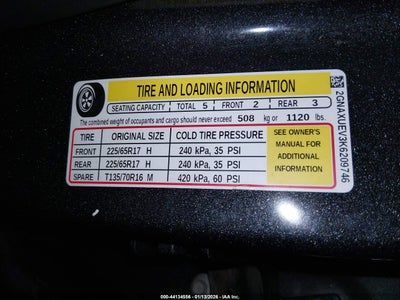 TIRE AND LOADING INFORMATION
SEATING CAPACITY | TOTAL 5 | FRONT 2 | REAR 3
The combined weight of occupants and cargo should never exceed 508 kg or 1120 lbs.
TIRE ORIGINAL SIZE COLD TIRE PRESSURE
FRONT 225/65R17 H 240 kPa, 35 PSI
REAR 225/65R17 H 240 kPa, 35 PSI
SPARE T135/70R16 M 420 kPa, 60 PSI
SEE OWNER'S
MANUAL FOR
ADDITIONAL
INFORMATION
2GNAXUEV3K6209746
000-44134556 - 01/13/2026 - IAA Inc.